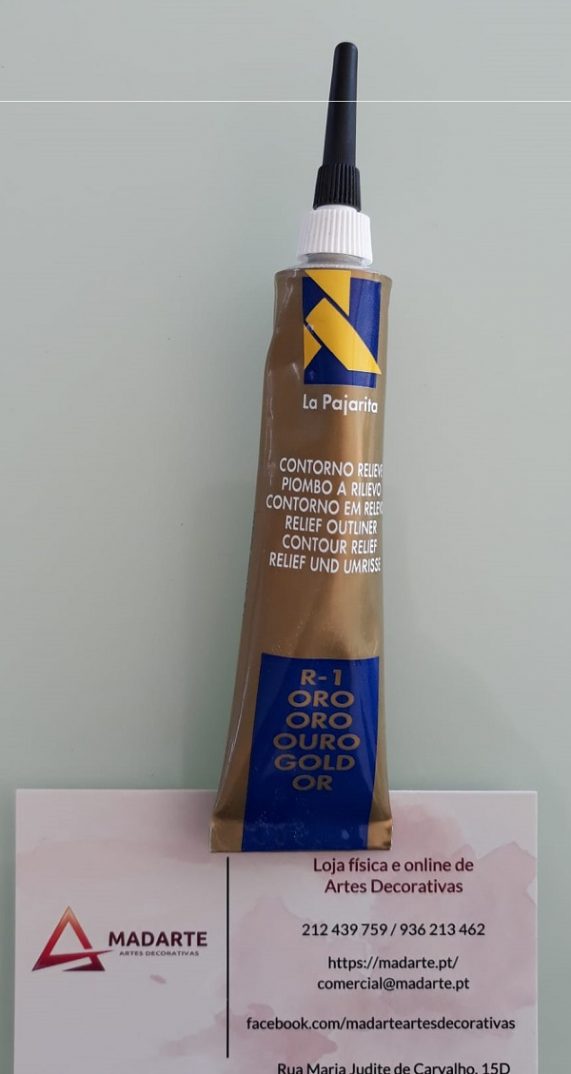 La Pajarita
CONTORNO RELIEVE
PIOMBO A RILIEVO
CONTORNO EM RELEVO
RELIEF OUTLINER
CONTOUR RELIEF
RELIEF UND UMRISSE
R-1
ORO
ORO
OURO
GOLD
OR
MADARTE
ARTES DECORATIVAS
Loja física e online de
Artes Decorativas
212 439 759 / 936 213 462
https://madarte.pt/
comercial@madarte.pt
facebook.com/madarteartesdecorativas
Rua Maria Judite de Carvalho, 15D